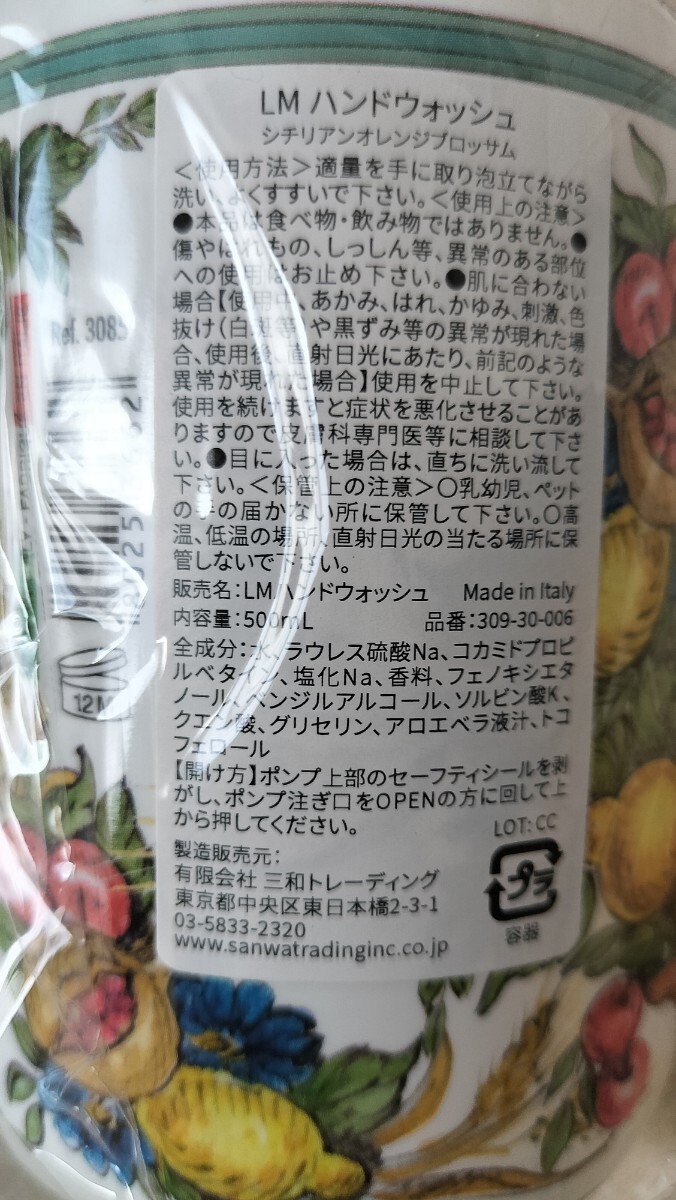 LM ハンドウォッシュ
シチリアンオレンジブロッサム
＜使用方法＞適量を手に取り泡立てながら
洗い、よくすすいで下さい。＜使用上の注意＞
●本品は食べ物・飲み物ではありません。●
傷やはれもの、しっしん等、異常のある部位
への使用はお止め下さい。●肌に合わない
場合【使用中、あかみ、はれ、かゆみ、刺激、色
抜け（白斑等）や黒ずみ等の異常が現れた場
合、使用後、直射日光にあたり、前記のような
異常が現れた場合】使用を中止して下さい。
使用を続けますと症状を悪化させることがあ
りますので皮膚科専門医等に相談して下さ
い。●目に入った場合は、直ちに洗い流して
下さい。＜保管上の注意＞〇乳幼児、ペット
の手の届かない所に保管して下さい。〇高
温、低温の場所、直射日光の当たる場所に保
管しないで下さい。
販売名：LM ハンドウォッシュ Made in Italy
内容量：500mL 品番：309-30-006
全成分：水、ラウレス硫酸Na、コカミドプロピ
ルベタイン、塩化Na、香料、フェノキシエタ
ノール、ベンジルアルコール、ソルビン酸K、
クエン酸、グリセリン、アロエベラ液汁、トコ
フェロール
【開け方】ポンプ上部のセーフティシールを剥
がし、ポンプ注ぎ口をOPENの方に回して上
から押してください。
LOT: CC
製造販売元：
有限会社 三和トレーディング
東京都中央区東日本橋2-3-1
03-5833-2320
www.sanwatradinginc.co.jp
プラ
容器
Ref. 3085
12 M